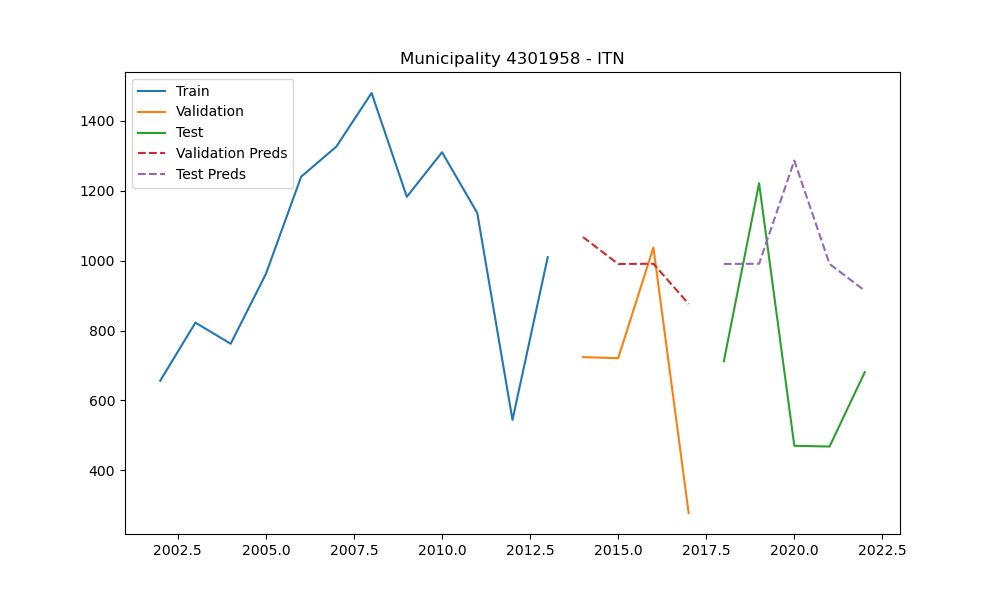 Municipality 4301958 - ITN
Train
Validation
Test
Validation Preds
Test Preds
1400
1200
1000
800
600
400
2002.5 2005.0 2007.5 2010.0 2012.5 2015.0 2017.5 2020.0 2022.5